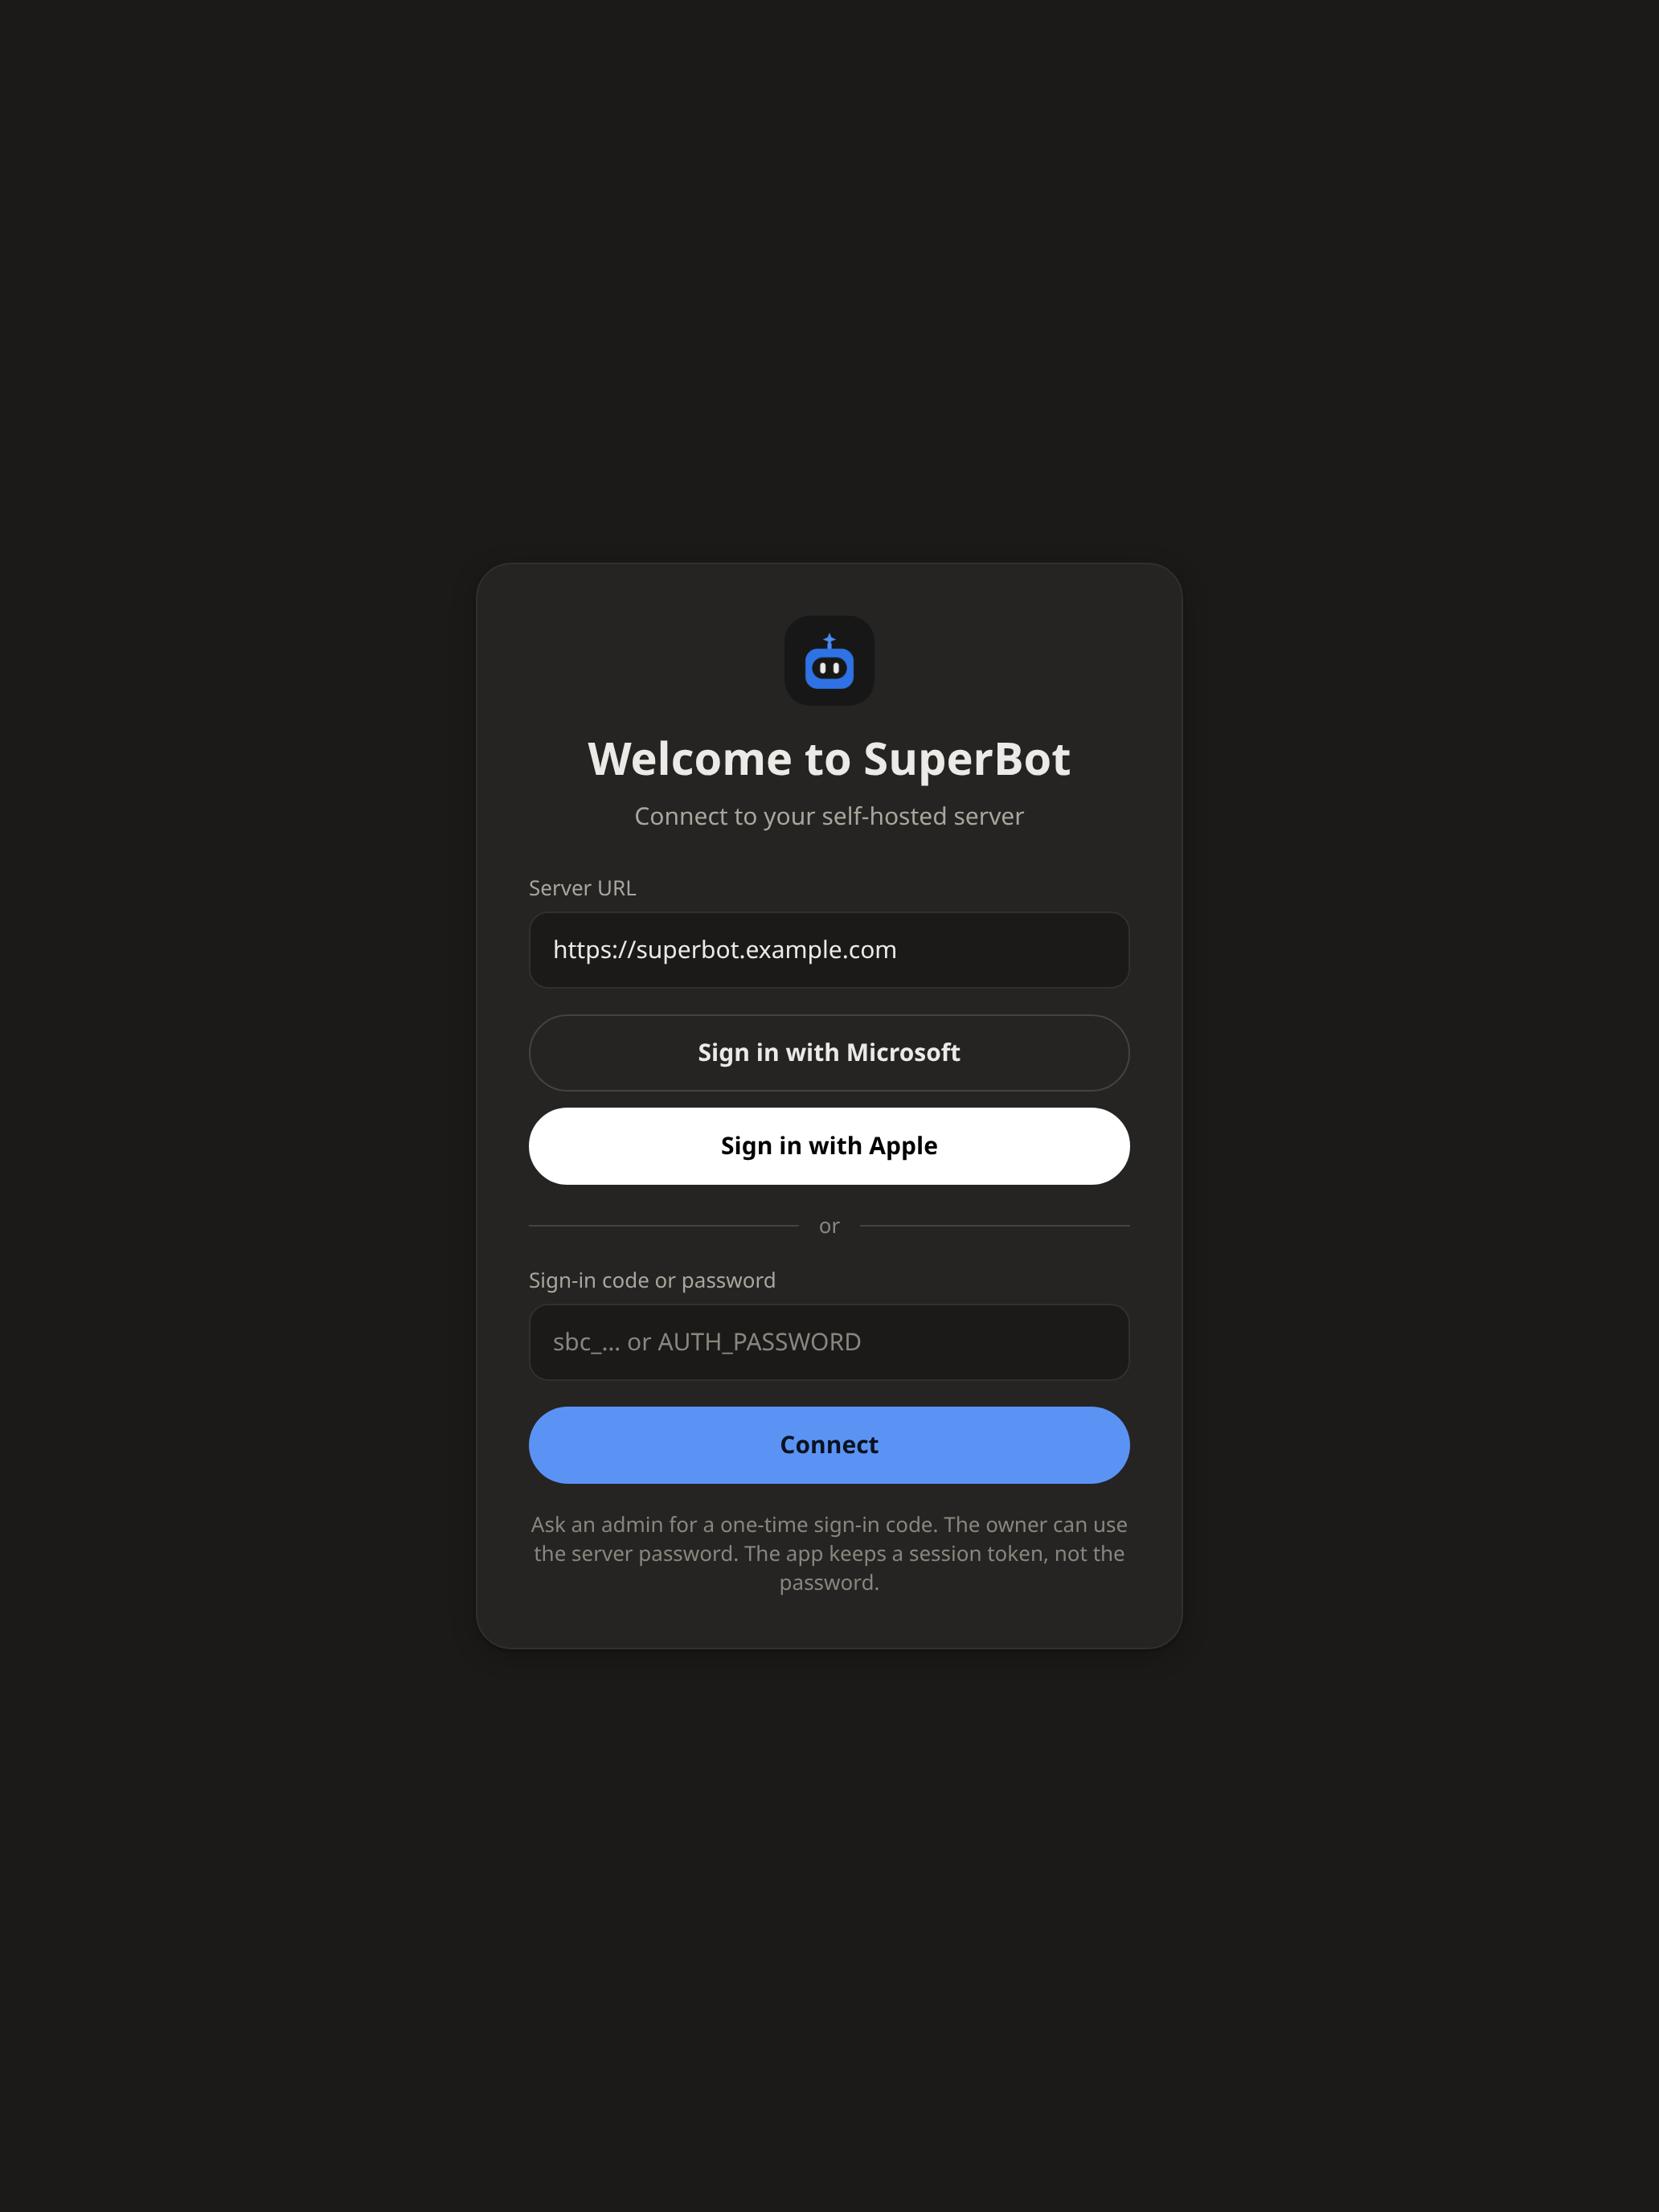 Welcome to SuperBot
Connect to your self-hosted server
Server URL
https://superbot.example.com
Sign in with Microsoft
Sign in with Apple
or
Sign-in code or password
sbc_... or AUTH_PASSWORD
Connect
Ask an admin for a one-time sign-in code. The owner can use
the server password. The app keeps a session token, not the
password.